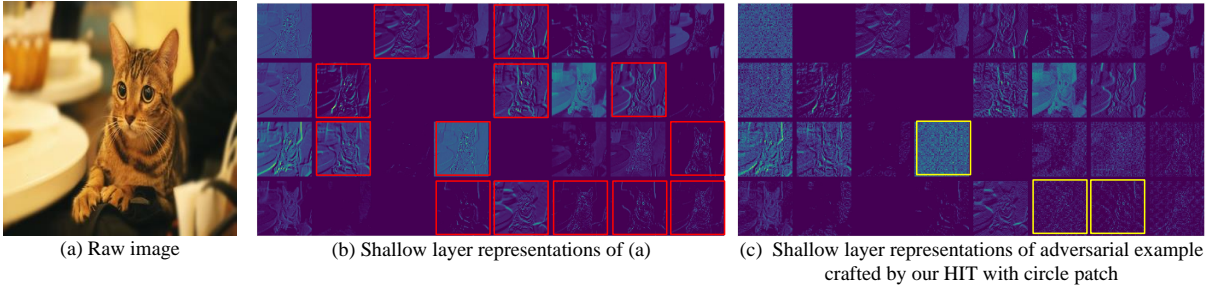 (a) Raw image
(b) Shallow layer representations of (a)
(c) Shallow layer representations of adversarial example
crafted by our HIT with circle patch